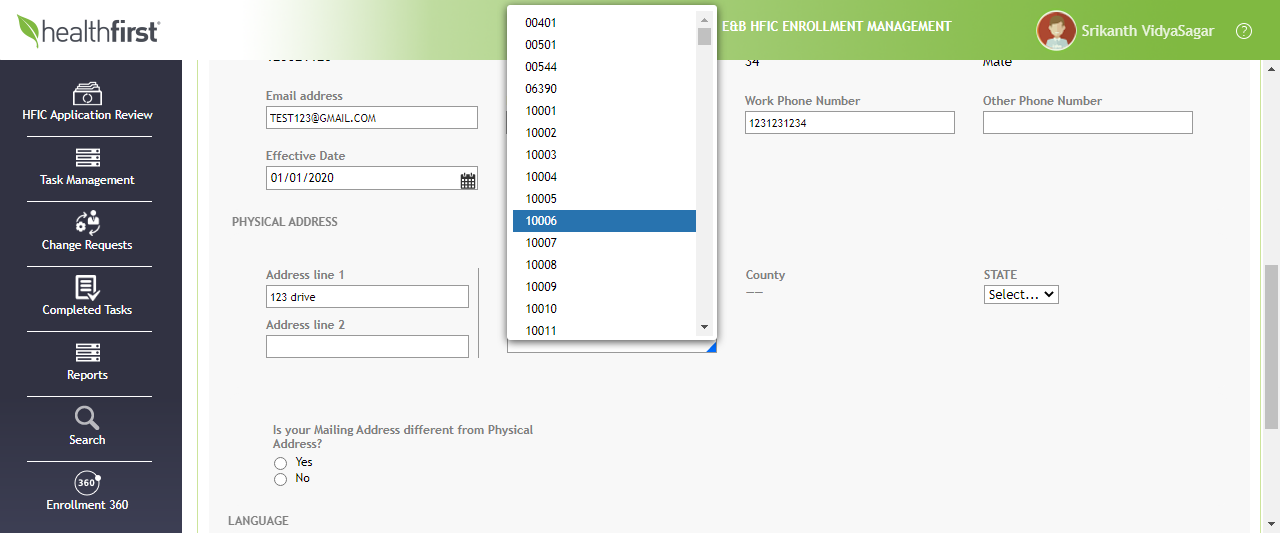 healthfirst
E&B HFIC ENROLLMENT MANAGEMENT
Srikanth VidyaSagar
?
HFIC Application Review
Task Management
Change Requests
Completed Tasks
Reports
Search
360°
Enrollment 360
34
Male
Email address
TEST123@GMAIL.COM
Work Phone Number
1231231234
Other Phone Number
Effective Date
01/01/2020
PHYSICAL ADDRESS
Address line 1
123 drive
Address line 2
00401
00501
00544
06390
10001
10002
10003
10004
10005
10006
10007
10008
10009
10010
10011
County
––
STATE
Select...
Is your Mailing Address different from Physical
Address?
Yes
No
LANGUAGE